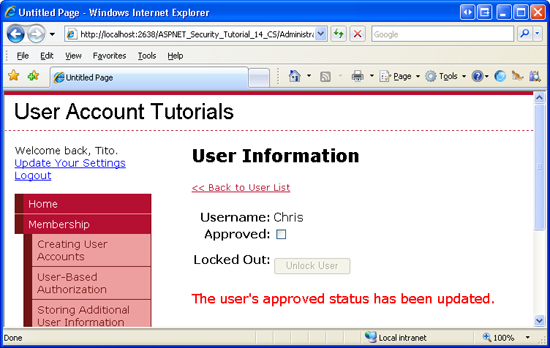 Untitled Page - Windows Internet Explorer
http://localhost:2638/ASPNET_Security_Tutorial_14_CS/Administra
Google
File Edit View Favorites Tools Help
Untitled Page
Page Tools
User Account Tutorials
Welcome back, Tito.
Update Your Settings
Logout
Home
Membership
Creating User
Accounts
User-Based
Authorization
Storing Additional
User Information
User Information
<< Back to User List
Username: Chris
Approved:
Locked Out: Unlock User
The user's approved status has been updated.
Done
Local intranet
100%